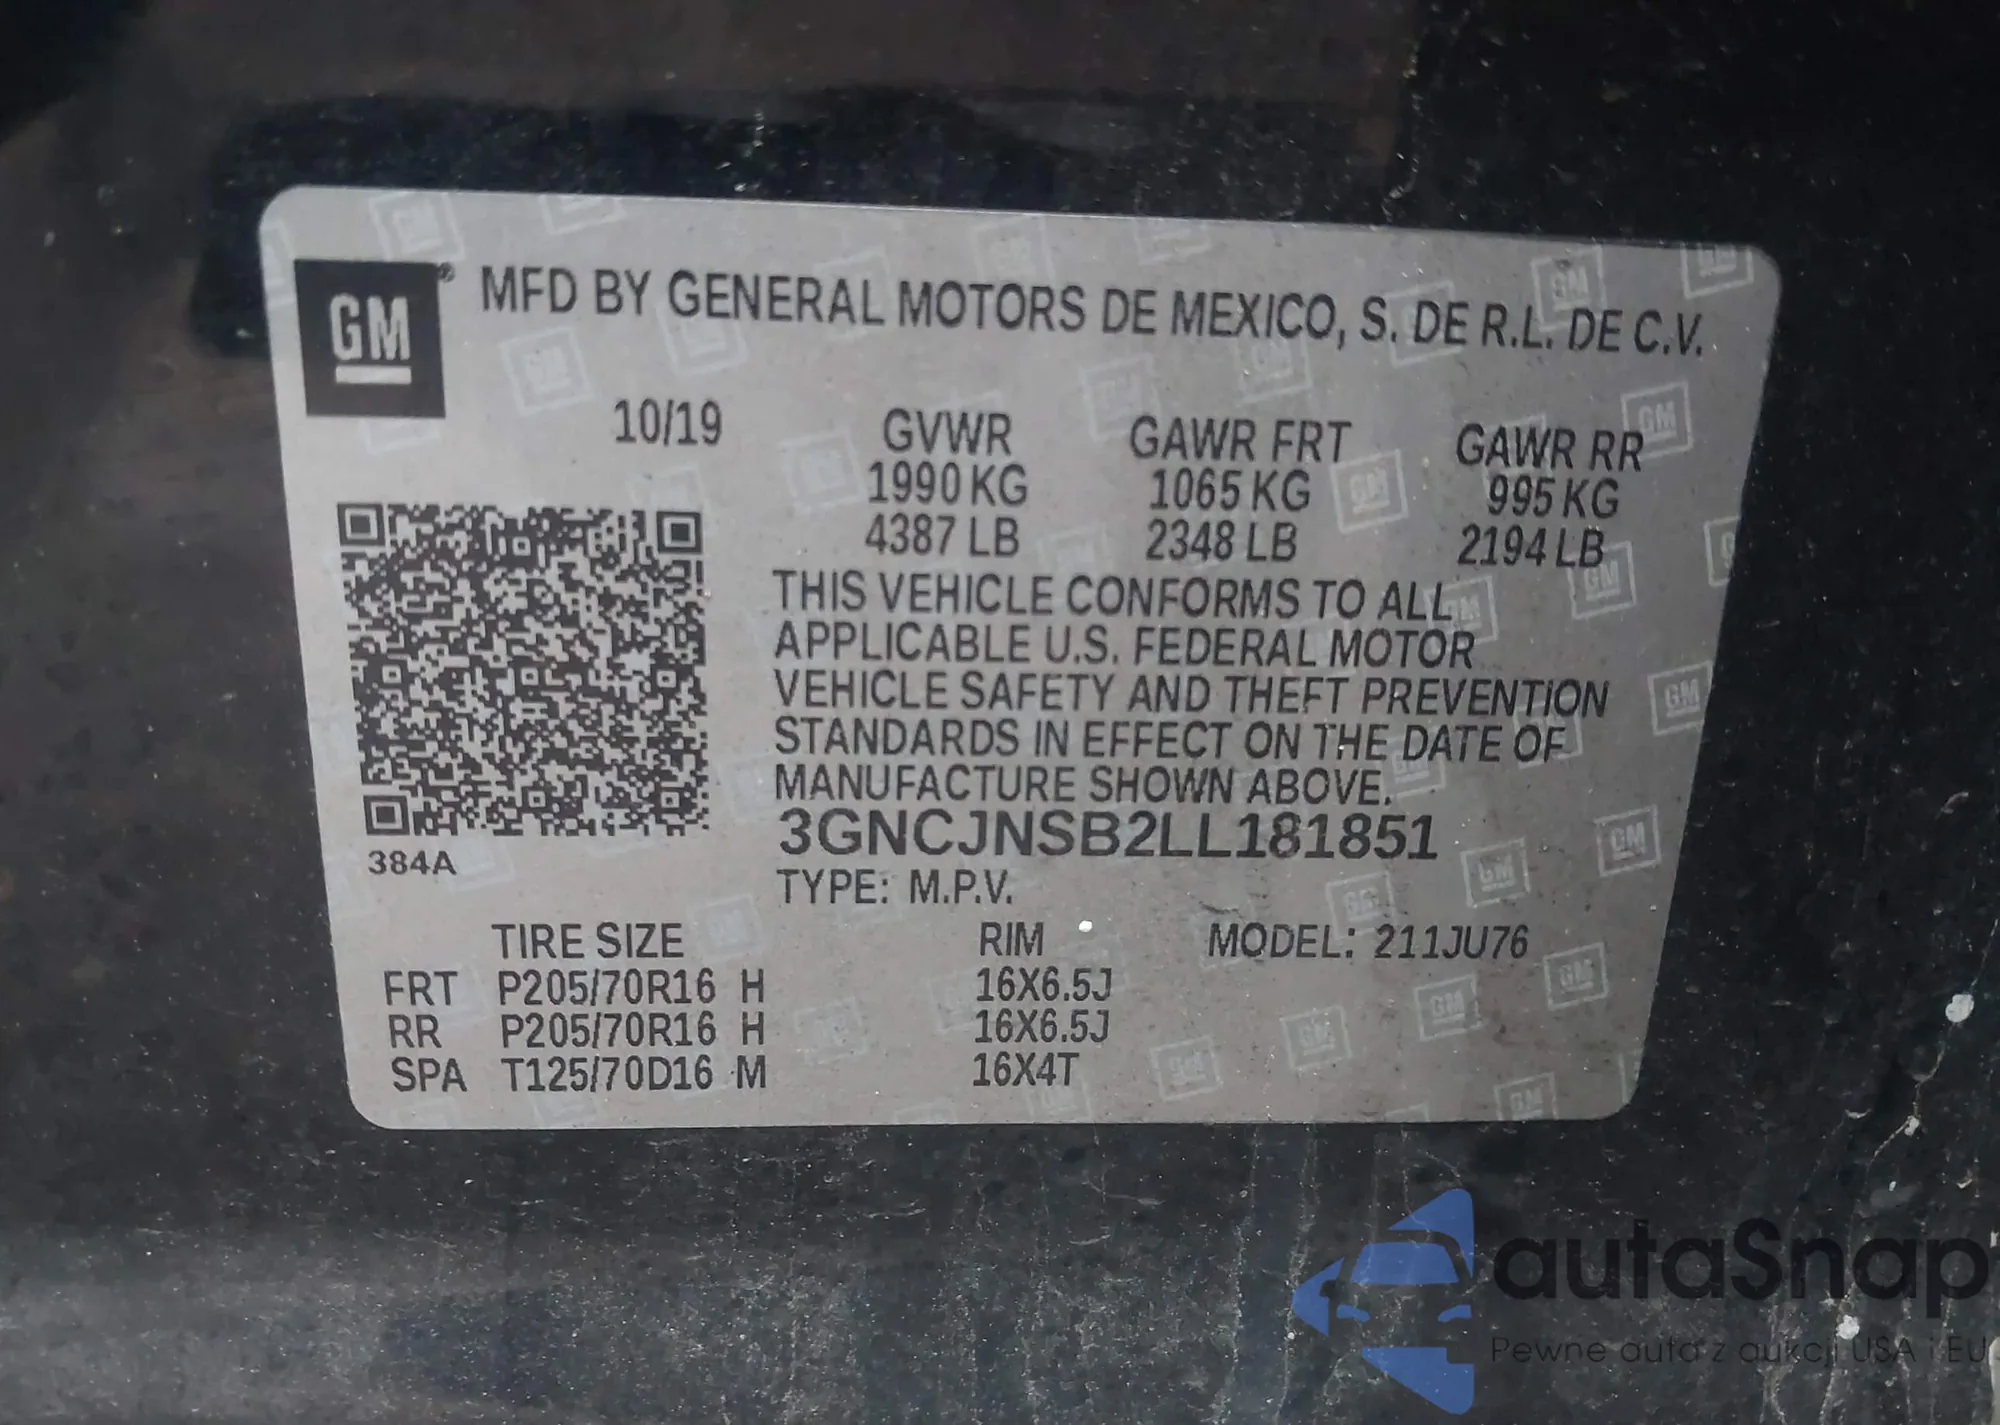 GM ® MFD BY GENERAL MOTORS DE MEXICO, S. DE R.L. DE C.V.
10/19 GVWR GAWR FRT GAWR RR
1990 KG 1065 KG 995 KG
4387 LB 2348 LB 2194 LB
THIS VEHICLE CONFORMS TO ALL
APPLICABLE U.S. FEDERAL MOTOR
VEHICLE SAFETY AND THEFT PREVENTION
STANDARDS IN EFFECT ON THE DATE OF
MANUFACTURE SHOWN ABOVE.
3GNCJNSB2LL181851
384A
TYPE: M.P.V.
TIRE SIZE RIM MODEL: 211JU76
FRT P205/70R16 H 16X6.5J
RR P205/70R16 H 16X6.5J
SPA T125/70D16 M 16X4T
autaSnap
Pewne auta z aukcji USA i EU